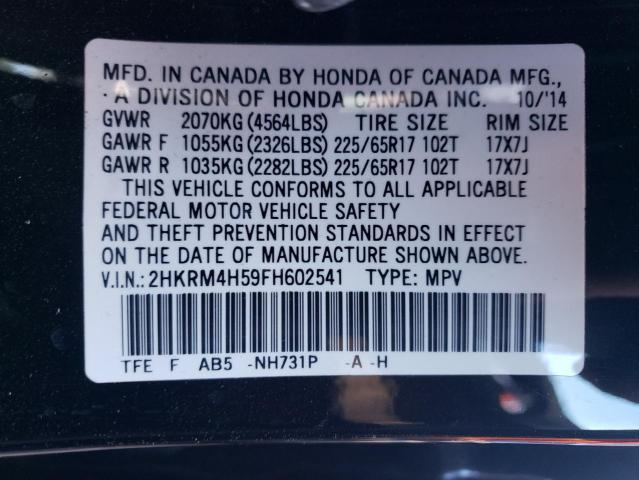 MFD. IN CANADA BY HONDA OF CANADA MFG.,
A DIVISION OF HONDA CANADA INC. 10/'14
GVWR 2070KG (4564LBS) TIRE SIZE RIM SIZE
GAWR F 1055KG (2326LBS) 225/65R17 102T 17X7J
GAWR R 1035KG (2282LBS) 225/65R17 102T 17X7J
THIS VEHICLE CONFORMS TO ALL APPLICABLE
FEDERAL MOTOR VEHICLE SAFETY
AND THEFT PREVENTION STANDARDS IN EFFECT
ON THE DATE OF MANUFACTURE SHOWN ABOVE.
V.I.N.: 2HKRM4H59FH602541 TYPE: MPV
TFE F AB5 -NH731P -A -H